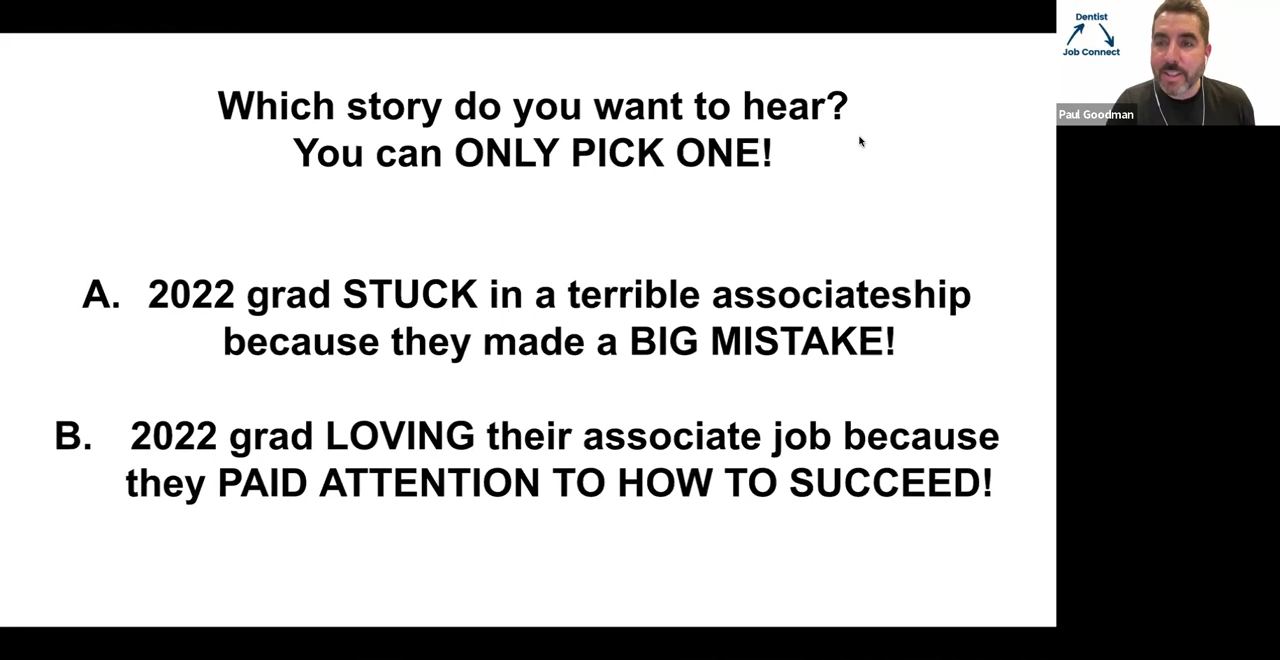 Which story do you want to hear?
You can ONLY PICK ONE!
A. 2022 grad STUCK in a terrible associateship
because they made a BIG MISTAKE!
B. 2022 grad LOVING their associate job because
they PAID ATTENTION TO HOW TO SUCCEED!
Dentist
Job Connect
Paul Goodman